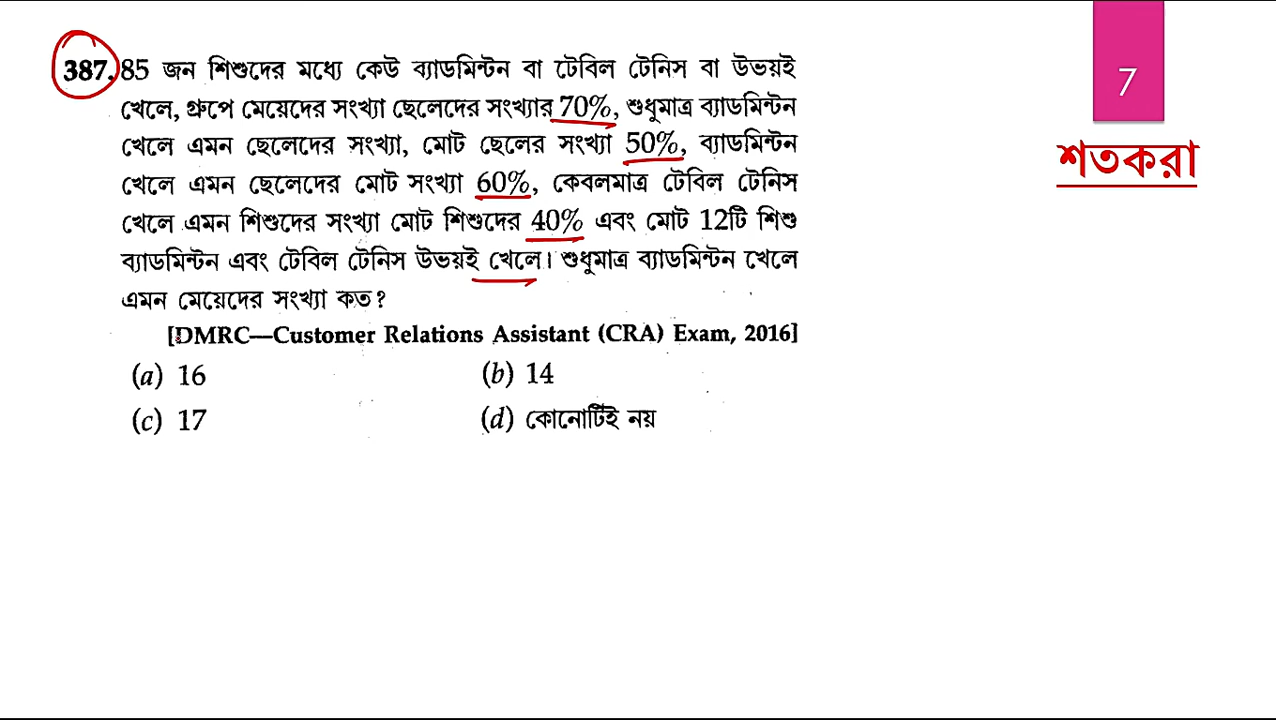 387. 85 জন শিশুদের মধ্যে কেউ ব্যাডমিন্টন বা টেবিল টেনিস বা উভয়ই
খেলে, গ্রুপে মেয়েদের সংখ্যা ছেলেদের সংখ্যার 70%, শুধুমাত্র ব্যাডমিন্টন
খেলে এমন ছেলেদের সংখ্যা, মোট ছেলের সংখ্যা 50%, ব্যাডমিন্টন
খেলে এমন ছেলেদের মোট সংখ্যা 60%, কেবলমাত্র টেবিল টেনিস
খেলে এমন শিশুদের সংখ্যা মোট শিশুদের 40% এবং মোট 12টি শিশু
ব্যাডমিন্টন এবং টেবিল টেনিস উভয়ই খেলে। শুধুমাত্র ব্যাডমিন্টন খেলে
এমন মেয়েদের সংখ্যা কত?
[DMRC—Customer Relations Assistant (CRA) Exam, 2016]
(a) 16 (b) 14
(c) 17 (d) কোনোটিই নয়
7
শতকরা